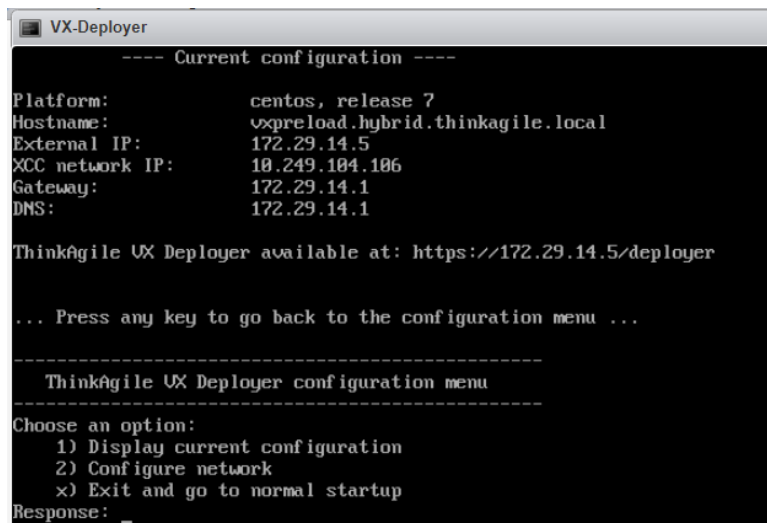 VX-Deployer
---- Current configuration ----
Platform: centos, release 7
Hostname: vxpreload.hybrid.thinkagile.local
External IP: 172.29.14.5
XCC network IP: 10.249.104.106
Gateway: 172.29.14.1
DNS: 172.29.14.1
ThinkAgile VX Deployer available at: https://172.29.14.5/deployer
... Press any key to go back to the configuration menu ...
------------------------------------------------
ThinkAgile VX Deployer configuration menu
------------------------------------------------
Choose an option:
1) Display current configuration
2) Configure network
x) Exit and go to normal startup
Response: _